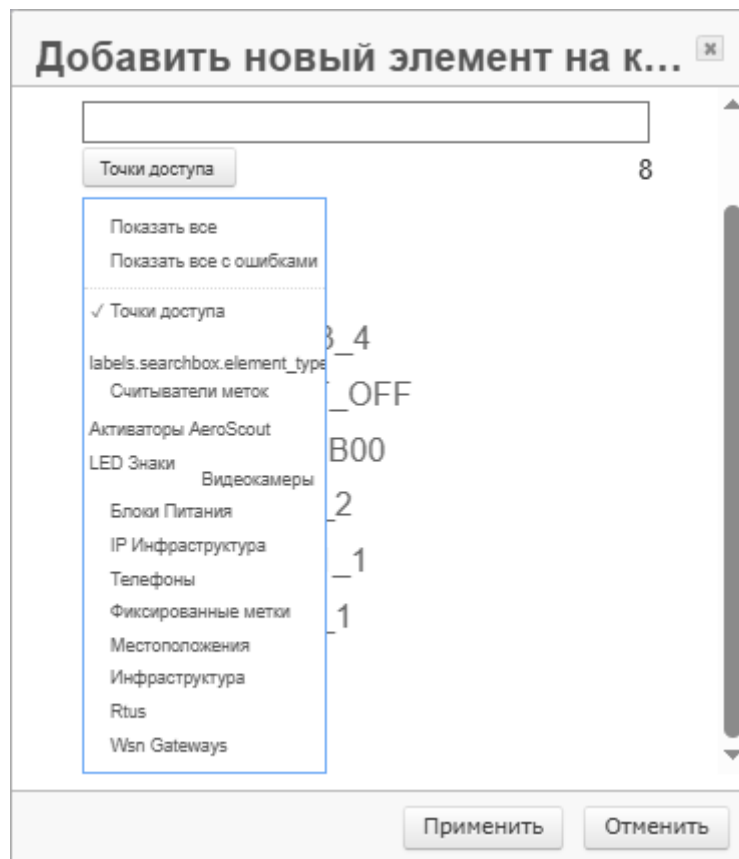 Добавить новый элемент на к...
Точки доступа
8
Показать все
Показать все с ошибками
✓ Точки доступа
3_4
labels.searchbox.element_type
Считыватели меток
_OFF
Активаторы AeroScout
B00
LED Знаки
Видеокамеры
_2
Блоки Питания
IP Инфраструктура
_1
Телефоны
Фиксированные метки
_1
Местоположения
Инфраструктура
Rtus
Wsn Gateways
Применить
Отменить